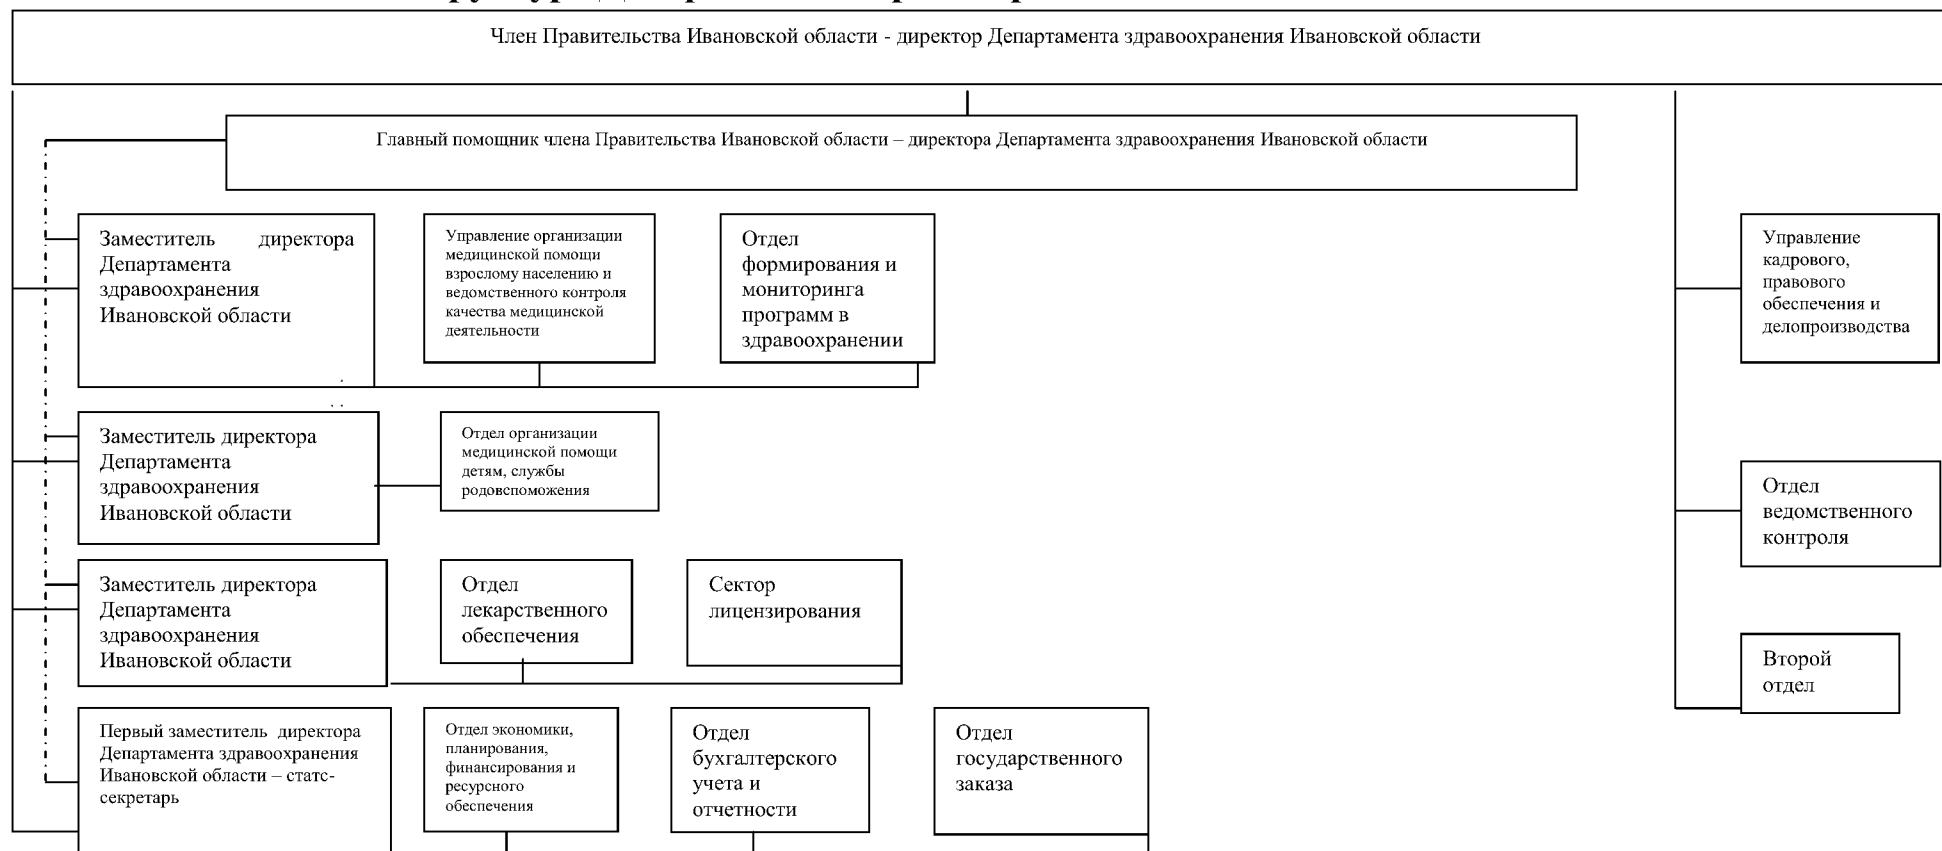 Член Правительства Ивановской области - директор Департамента здравоохранения Ивановской области
Главный помощник члена Правительства Ивановской области – директора Департамента здравоохранения Ивановской области
Заместитель директора
Департамента
здравоохранения
Ивановской области
Управление организации
медицинской помощи
взрослому населению и
ведомственного контроля
качества медицинской
деятельности
Отдел
формирования и
мониторинга
программ в
здравоохранении
Управление
кадрового,
правового
обеспечения и
делопроизводства
Заместитель директора
Департамента
здравоохранения
Ивановской области
Отдел организации
медицинской помощи
детям, службы
родовспоможения
Отдел
ведомственного
контроля
Заместитель директора
Департамента
здравоохранения
Ивановской области
Отдел
лекарственного
обеспечения
Сектор
лицензирования
Второй
отдел
Первый заместитель директора
Департамента здравоохранения
Ивановской области – статс-
секретарь
Отдел экономики,
планирования,
финансирования и
ресурсного
обеспечения
Отдел
бухгалтерского
учета и
отчетности
Отдел
государственного
заказа